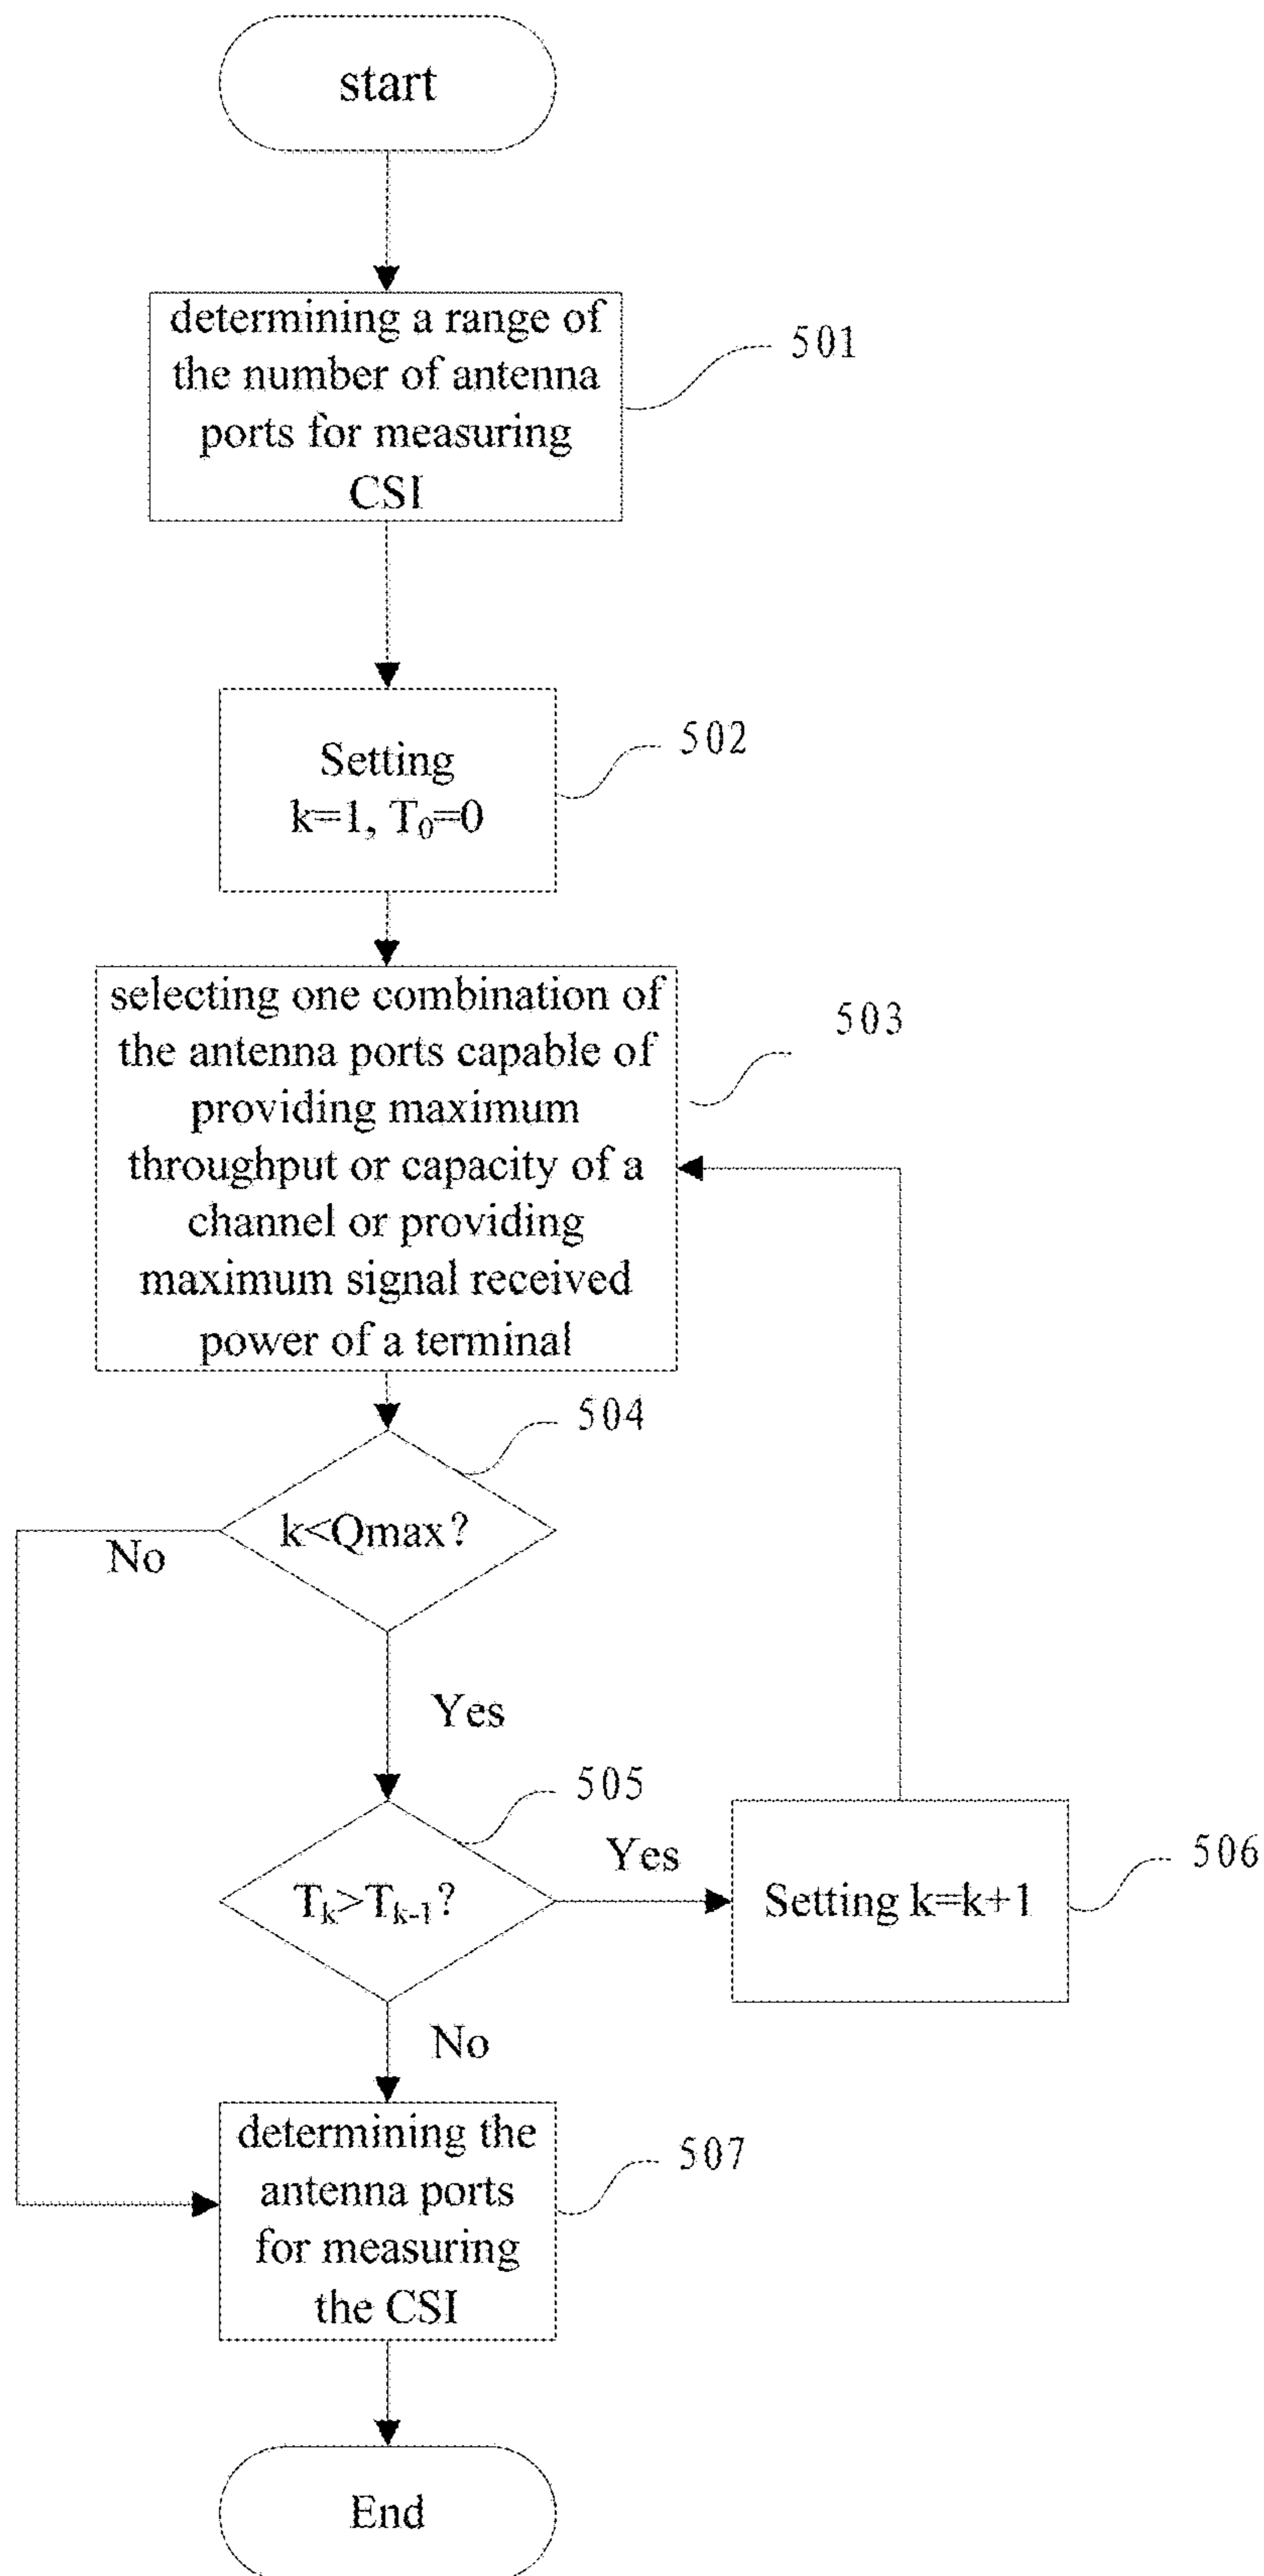 start
determining a range of
the number of antenna
ports for measuring
CSI
501
Setting
k=1, T₀=0
502
selecting one combination of
the antenna ports capable of
providing maximum
throughput or capacity of a
channel or providing
maximum signal received
power of a terminal
503
504
k<Qmax?
No
Yes
505
Tₖ>Tₖ₋₁?
Yes
Setting k=k+1
506
No
determining the
antenna ports
for measuring
the CSI
507
End